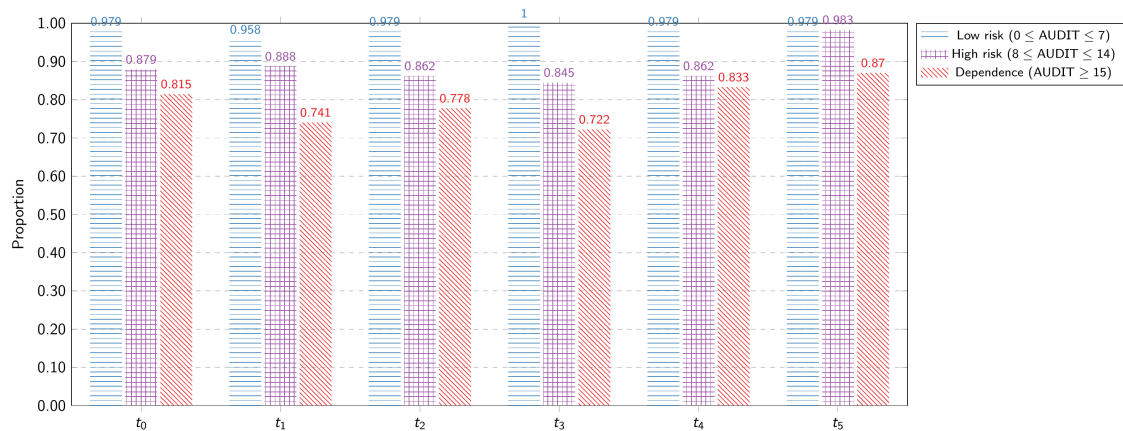 1.00
0.90
0.80
0.70
0.60
0.50
0.40
0.30
0.20
0.10
0.00
Proportion
0.979 0.879 0.815
0.958 0.888 0.741
0.979 0.862 0.778
1 0.845 0.722
0.979 0.862 0.833
0.979 0.983 0.87
t0 t1 t2 t3 t4 t5
Low risk (0 ≤ AUDIT ≤ 7)
High risk (8 ≤ AUDIT ≤ 14)
Dependence (AUDIT ≥ 15)